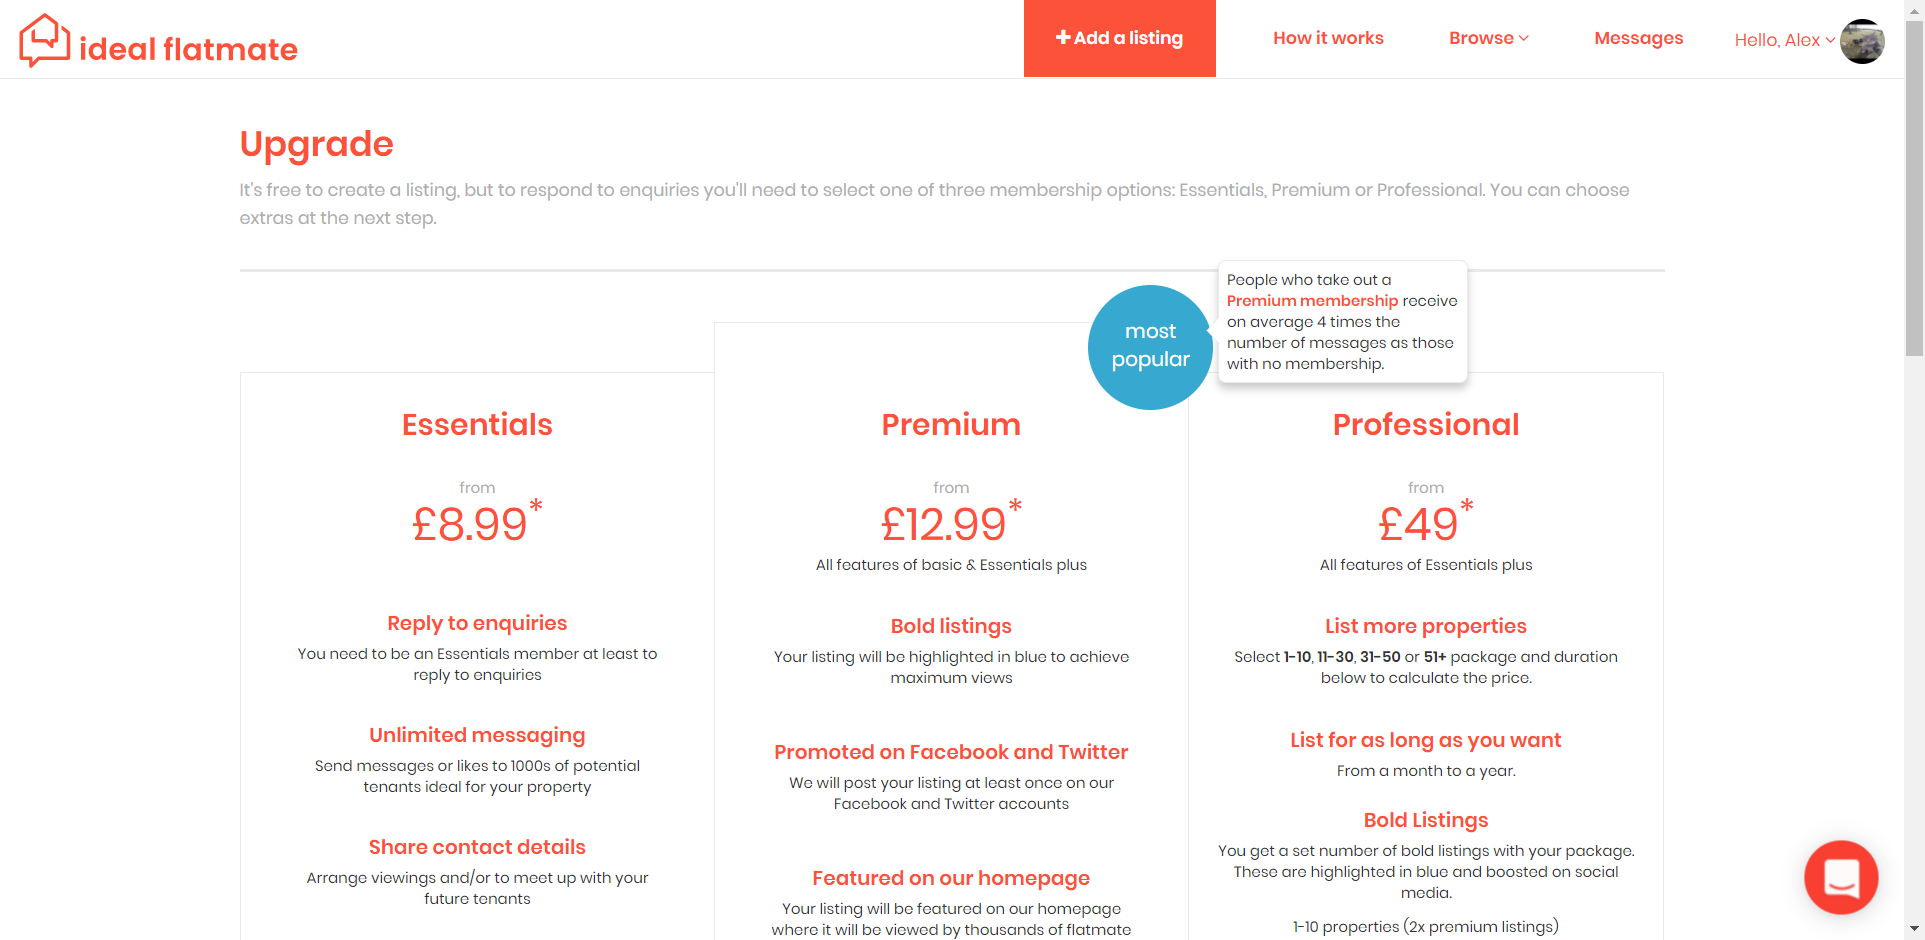 ideal flatmate
Add a listing
How it works
Browse
Messages
Hello, Alex
Upgrade
It's free to create a listing, but to respond to enquiries you'll need to select one of three membership options: Essentials, Premium or Professional. You can choose
extras at the next step.
most
popular
People who take out a
Premium membership receive
on average 4 times the
number of messages as those
with no membership.
Essentials
from
£8.99*
Reply to enquiries
You need to be an Essentials member at least to
reply to enquiries
Unlimited messaging
Send messages or likes to 1000s of potential
tenants ideal for your property
Share contact details
Arrange viewings and/or to meet up with your
future tenants
Premium
from
£12.99*
All features of basic & Essentials plus
Bold listings
Your listing will be highlighted in blue to achieve
maximum views
Promoted on Facebook and Twitter
We will post your listing at least once on our
Facebook and Twitter accounts
Featured on our homepage
Your listing will be featured on our homepage
where it will be viewed by thousands of flatmate
Professional
from
£49*
All features of Essentials plus
List more properties
Select 1-10, 11-30, 31-50 or 51+ package and duration
below to calculate the price.
List for as long as you want
From a month to a year.
Bold Listings
You get a set number of bold listings with your package.
These are highlighted in blue and boosted on social
media.
1-10 properties (2x premium listings)